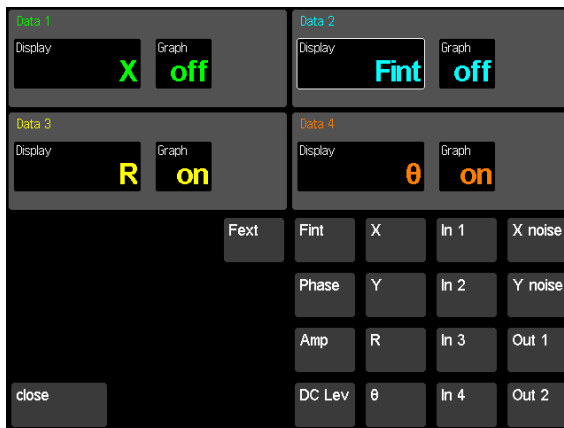 Data 1
Data 2
Display Graph
Display Graph
X off
Fint off
Data 3
Data 4
Display Graph
Display Graph
R on
θ on
Fext Fint X In 1 X noise
Phase Y In 2 Y noise
Amp R In 3 Out 1
close DC Lev θ In 4 Out 2